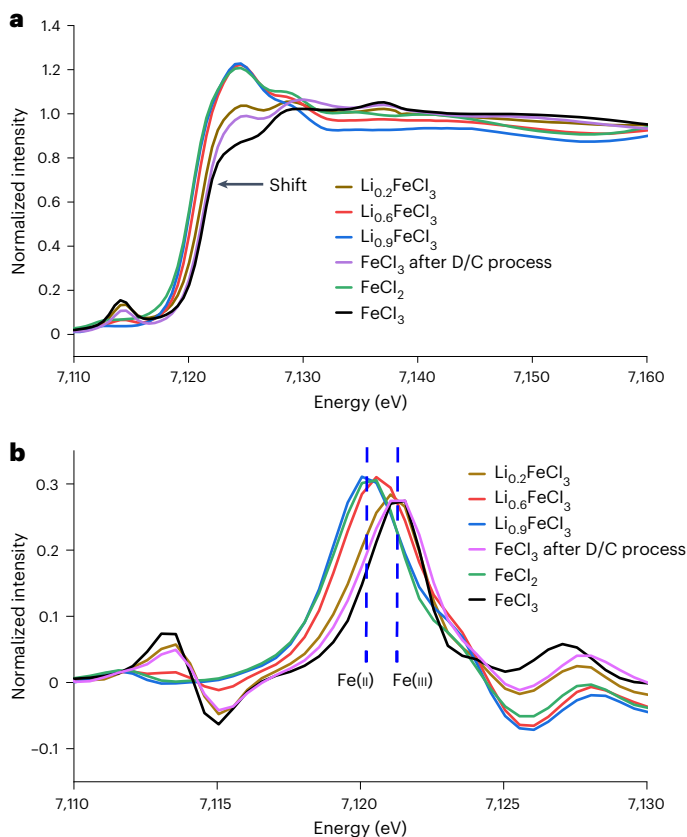 a
1.4
1.2
1.0
0.8
0.6
0.4
0.2
0
Normalized intensity
Shift
Li0.2FeCl3
Li0.6FeCl3
Li0.9FeCl3
FeCl3 after D/C process
FeCl2
FeCl3
7,110 7,120 7,130 7,140 7,150 7,160
Energy (eV)
b
0.3
0.2
0.1
0
−0.1
Normalized intensity
Li0.2FeCl3
Li0.6FeCl3
Li0.9FeCl3
FeCl3 after D/C process
FeCl2
FeCl3
Fe(II) Fe(III)
7,110 7,115 7,120 7,125 7,130
Energy (eV)